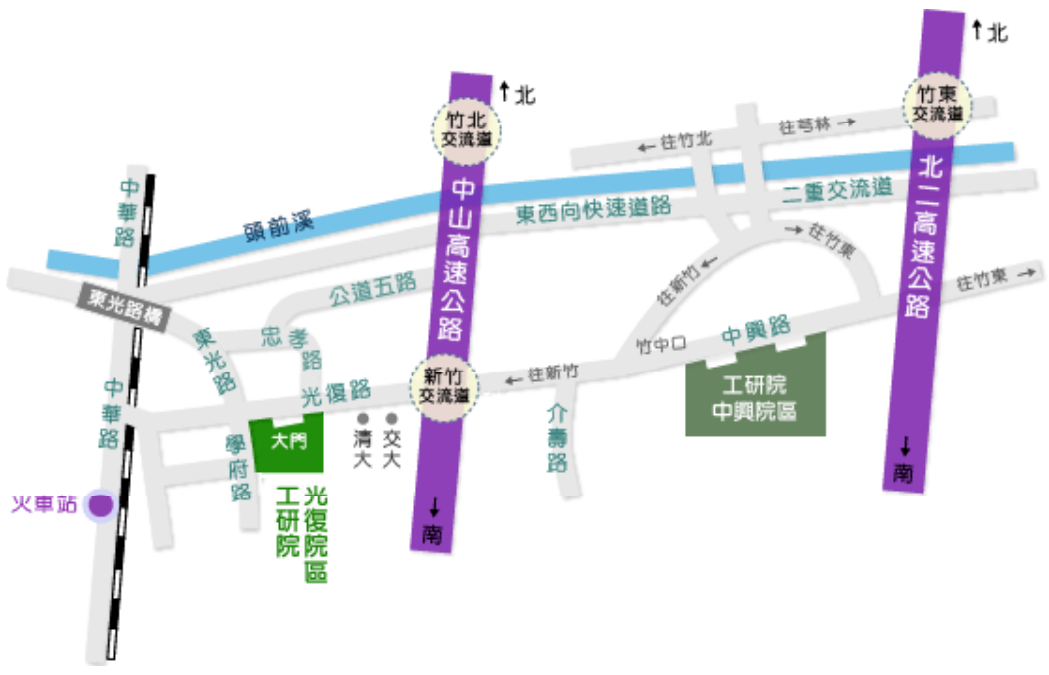 ↑北
竹東
交流道
↑北
竹北
交流道
往芎林→
←往竹北
中華路
中山高速公路
北二高速公路
二重交流道
東西向快速道路
頭前溪
→往竹東
往新竹←
往竹東→
公道五路
東光路橋
東光路
忠孝路
中興路
竹中口
←往新竹
新竹
交流道
光復路
中華路
工研院
中興院區
介壽路
清大
交大
大門
學府路
↓南
火車站
光復院區
工研院
↓南